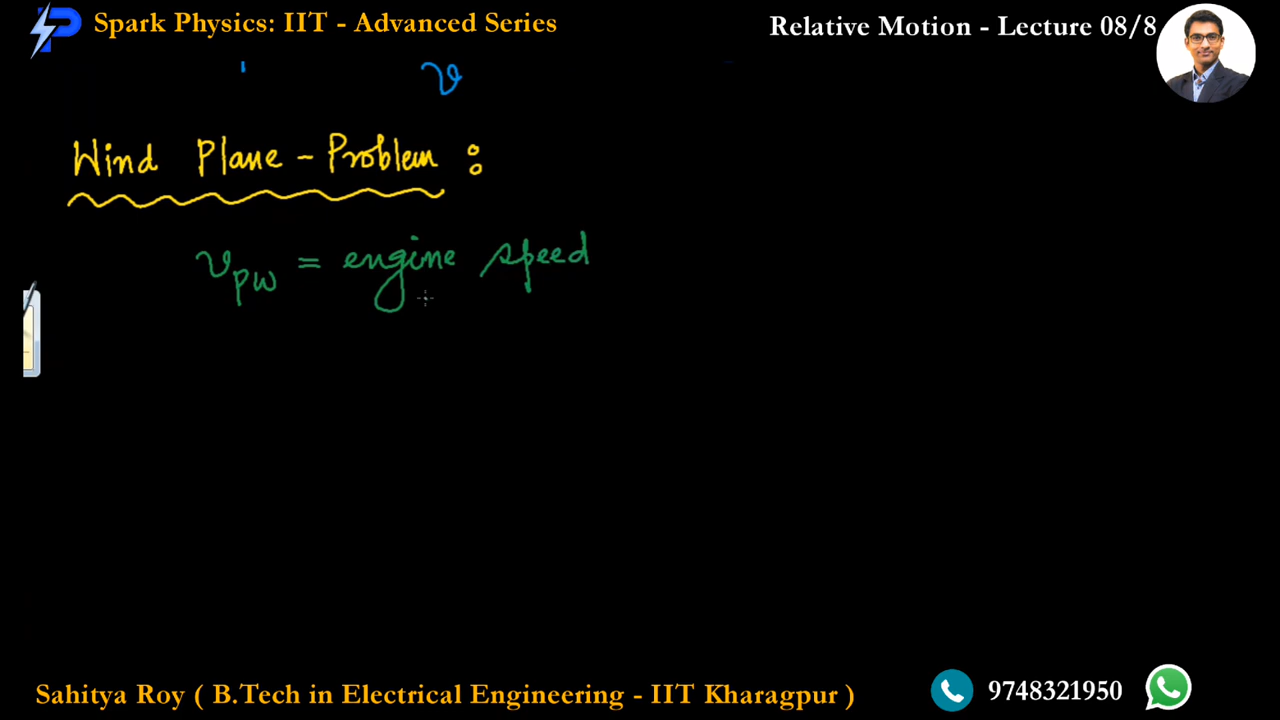 Spark Physics: IIT - Advanced Series
Relative Motion - Lecture 08/8
v
Wind Plane - Problem :
v_pw = engine speed
Sahitya Roy ( B.Tech in Electrical Engineering - IIT Kharagpur )
9748321950